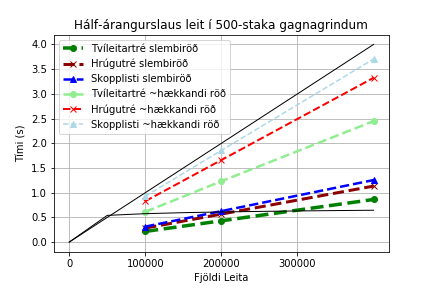 Hálf-árangurslaus leit í 500-staka gagnagrindum
Tvíleitartré slembiröð
Hrúgutré slembiröð
Skopplisti slembiröð
Tvíleitartré ~hækkandi röð
Hrúgutré ~hækkandi röð
Skopplisti ~hækkandi röð
4.0
3.5
3.0
2.5
2.0
1.5
1.0
0.5
0.0
Tími (s)
0
100000
200000
300000
Fjöldi Leita